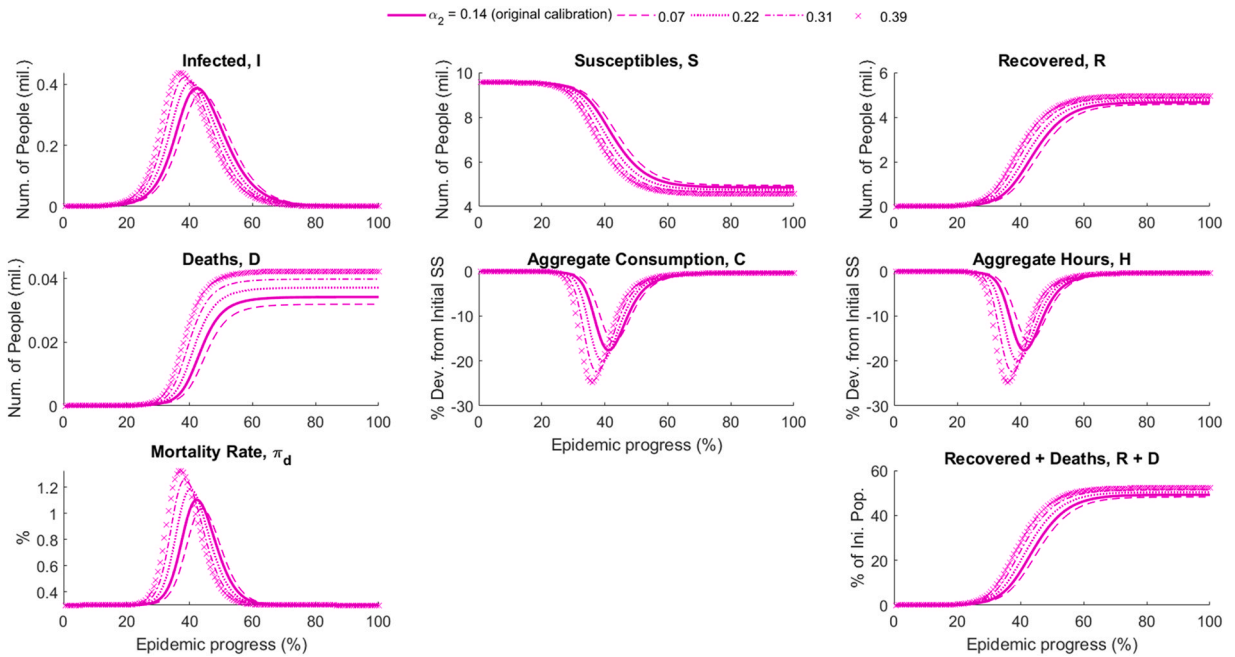 α2 = 0.14 (original calibration) 0.07 0.22 0.31 0.39
Infected, I
Num. of People (mil.)
0.4
0.2
0
0 20 40 60 80 100
Susceptibles, S
Num. of People (mil.)
10
8
6
4
0 20 40 60 80 100
Recovered, R
Num. of People (mil.)
6
4
2
0
0 20 40 60 80 100
Deaths, D
Num. of People (mil.)
0.04
0.02
0
0 20 40 60 80 100
Aggregate Consumption, C
% Dev. from Initial SS
0
-10
-20
-30
0 20 40 60 80 100
Epidemic progress (%)
Aggregate Hours, H
% Dev. from Initial SS
0
-10
-20
-30
0 20 40 60 80 100
Mortality Rate, πd
%
1.2
1
0.8
0.6
0.4
0 20 40 60 80 100
Epidemic progress (%)
Recovered + Deaths, R + D
% of Ini. Pop.
60
40
20
0
0 20 40 60 80 100
Epidemic progress (%)